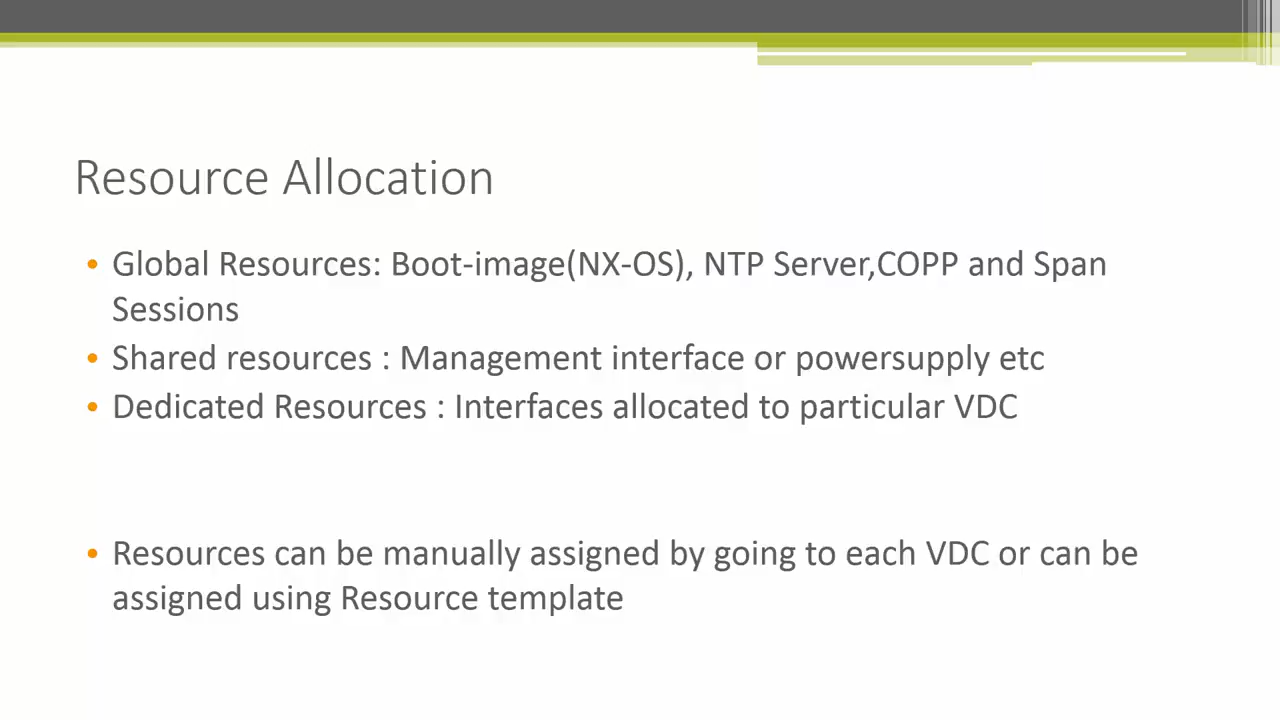 Resource Allocation
• Global Resources: Boot-image(NX-OS), NTP Server,COPP and Span
Sessions
• Shared resources : Management interface or powersupply etc
• Dedicated Resources : Interfaces allocated to particular VDC
• Resources can be manually assigned by going to each VDC or can be
assigned using Resource template